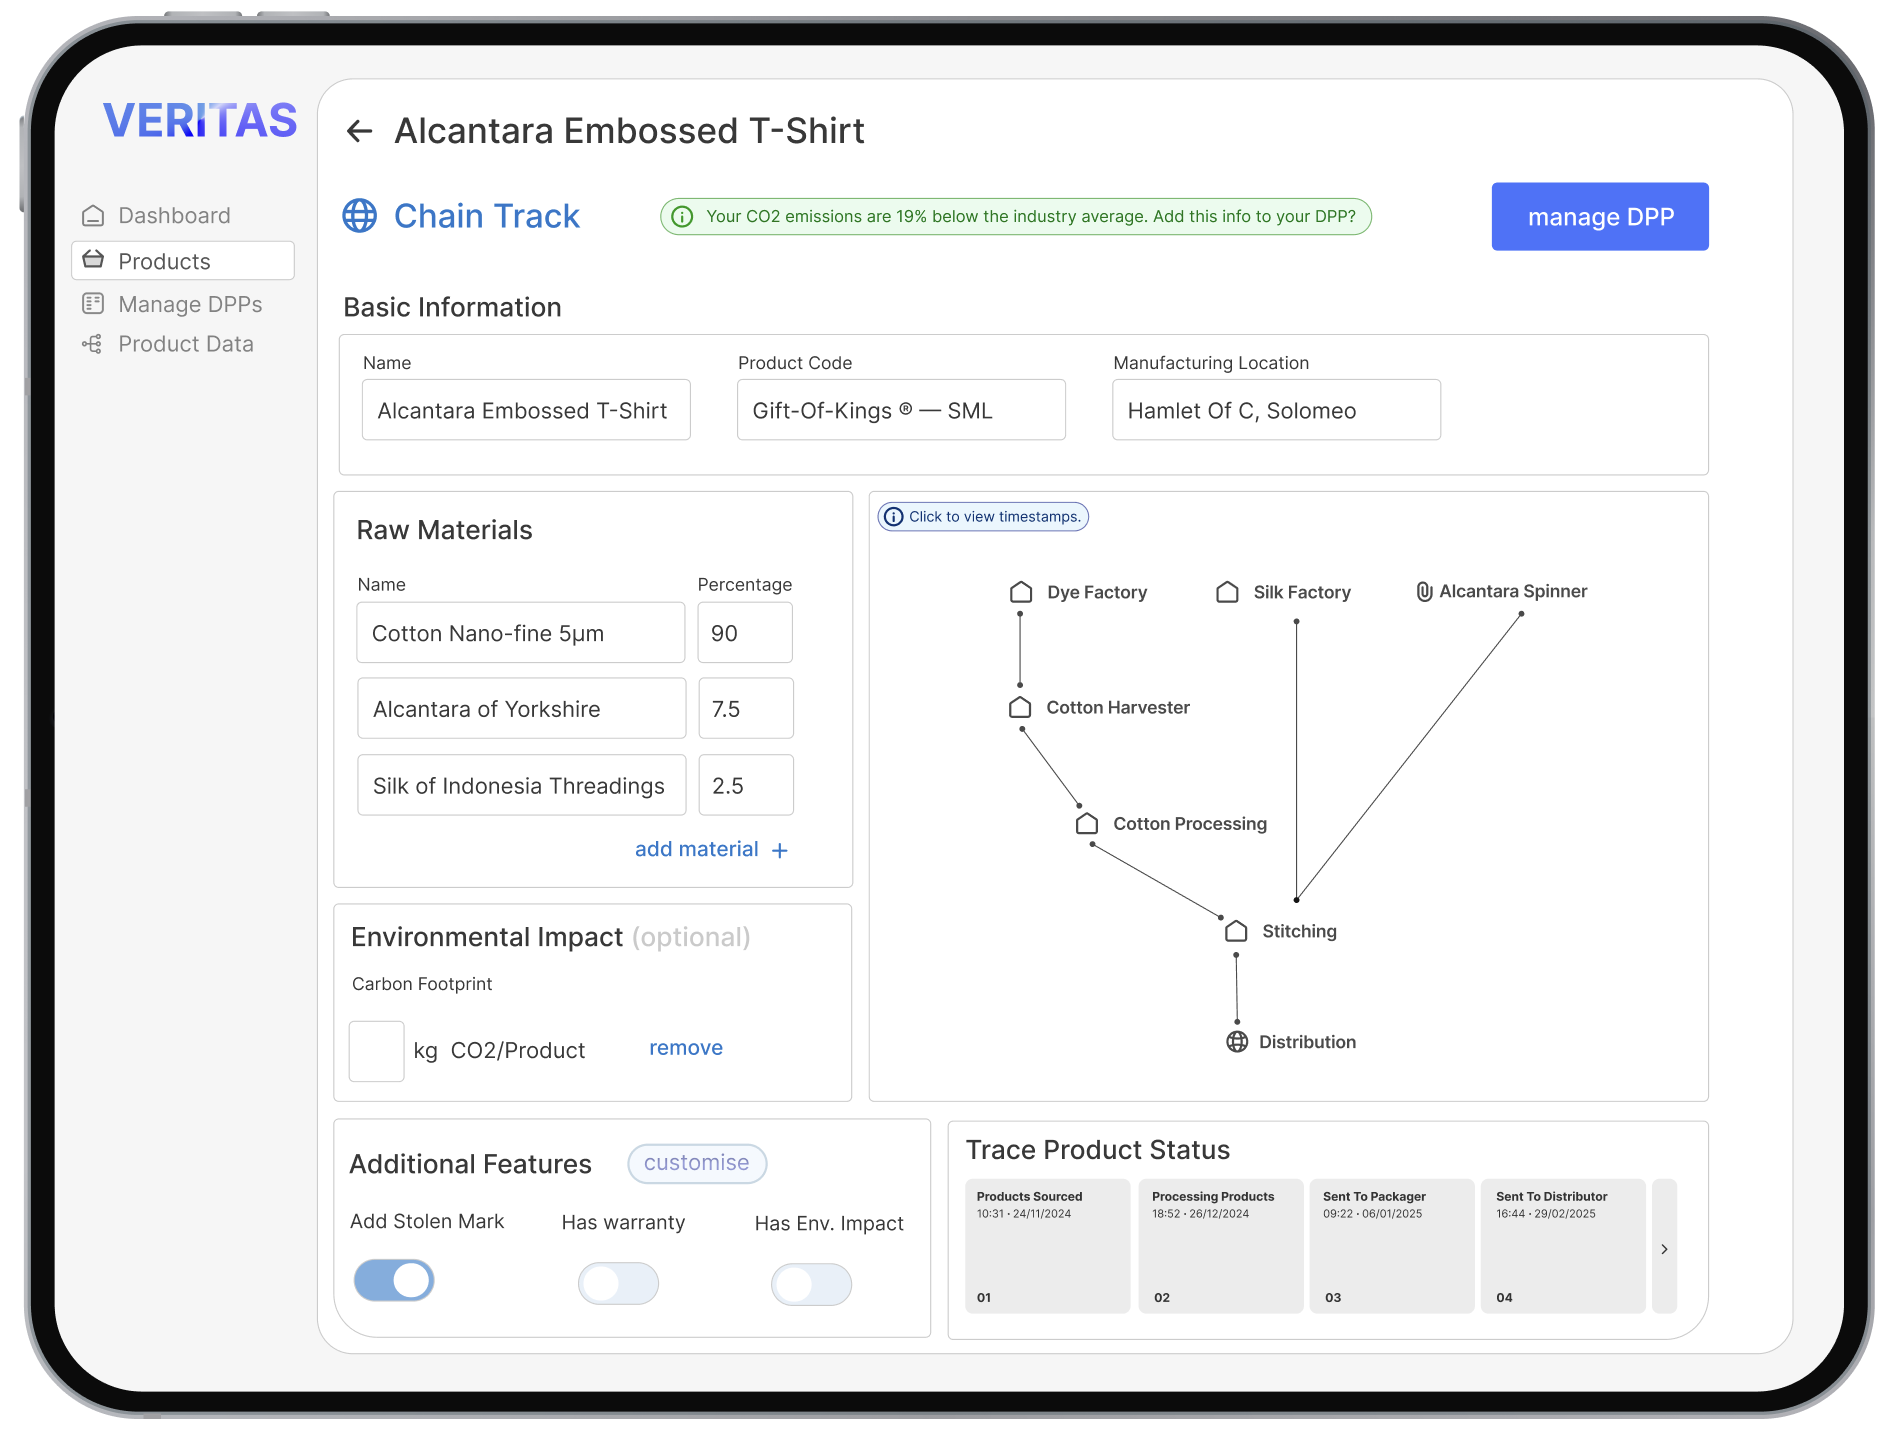 VERITAS
Dashboard
Products
Manage DPPs
Product Data
Alcantara Embossed T-Shirt
Chain Track
Your CO2 emissions are 19% below the industry average. Add this info to your DPP?
manage DPP
Basic Information
Name
Product Code
Manufacturing Location
Alcantara Embossed T-Shirt
Gift-Of-Kings ® — SML
Hamlet Of C, Solomeo
Raw Materials
Name
Percentage
Cotton Nano-fine 5μm
90
Alcantara of Yorkshire
7.5
Silk of Indonesia Threadings
2.5
add material +
Click to view timestamps.
Dye Factory
Silk Factory
Alcantara Spinner
Cotton Harvester
Cotton Processing
Stitching
Distribution
Environmental Impact (optional)
Carbon Footprint
kg CO2/Product
remove
Additional Features
customise
Add Stolen Mark
Has warranty
Has Env. Impact
Trace Product Status
Products Sourced
10:31 · 24/11/2024
01
Processing Products
18:52 · 26/12/2024
02
Sent To Packager
09:22 · 06/01/2025
03
Sent To Distributor
16:44 · 29/02/2025
04